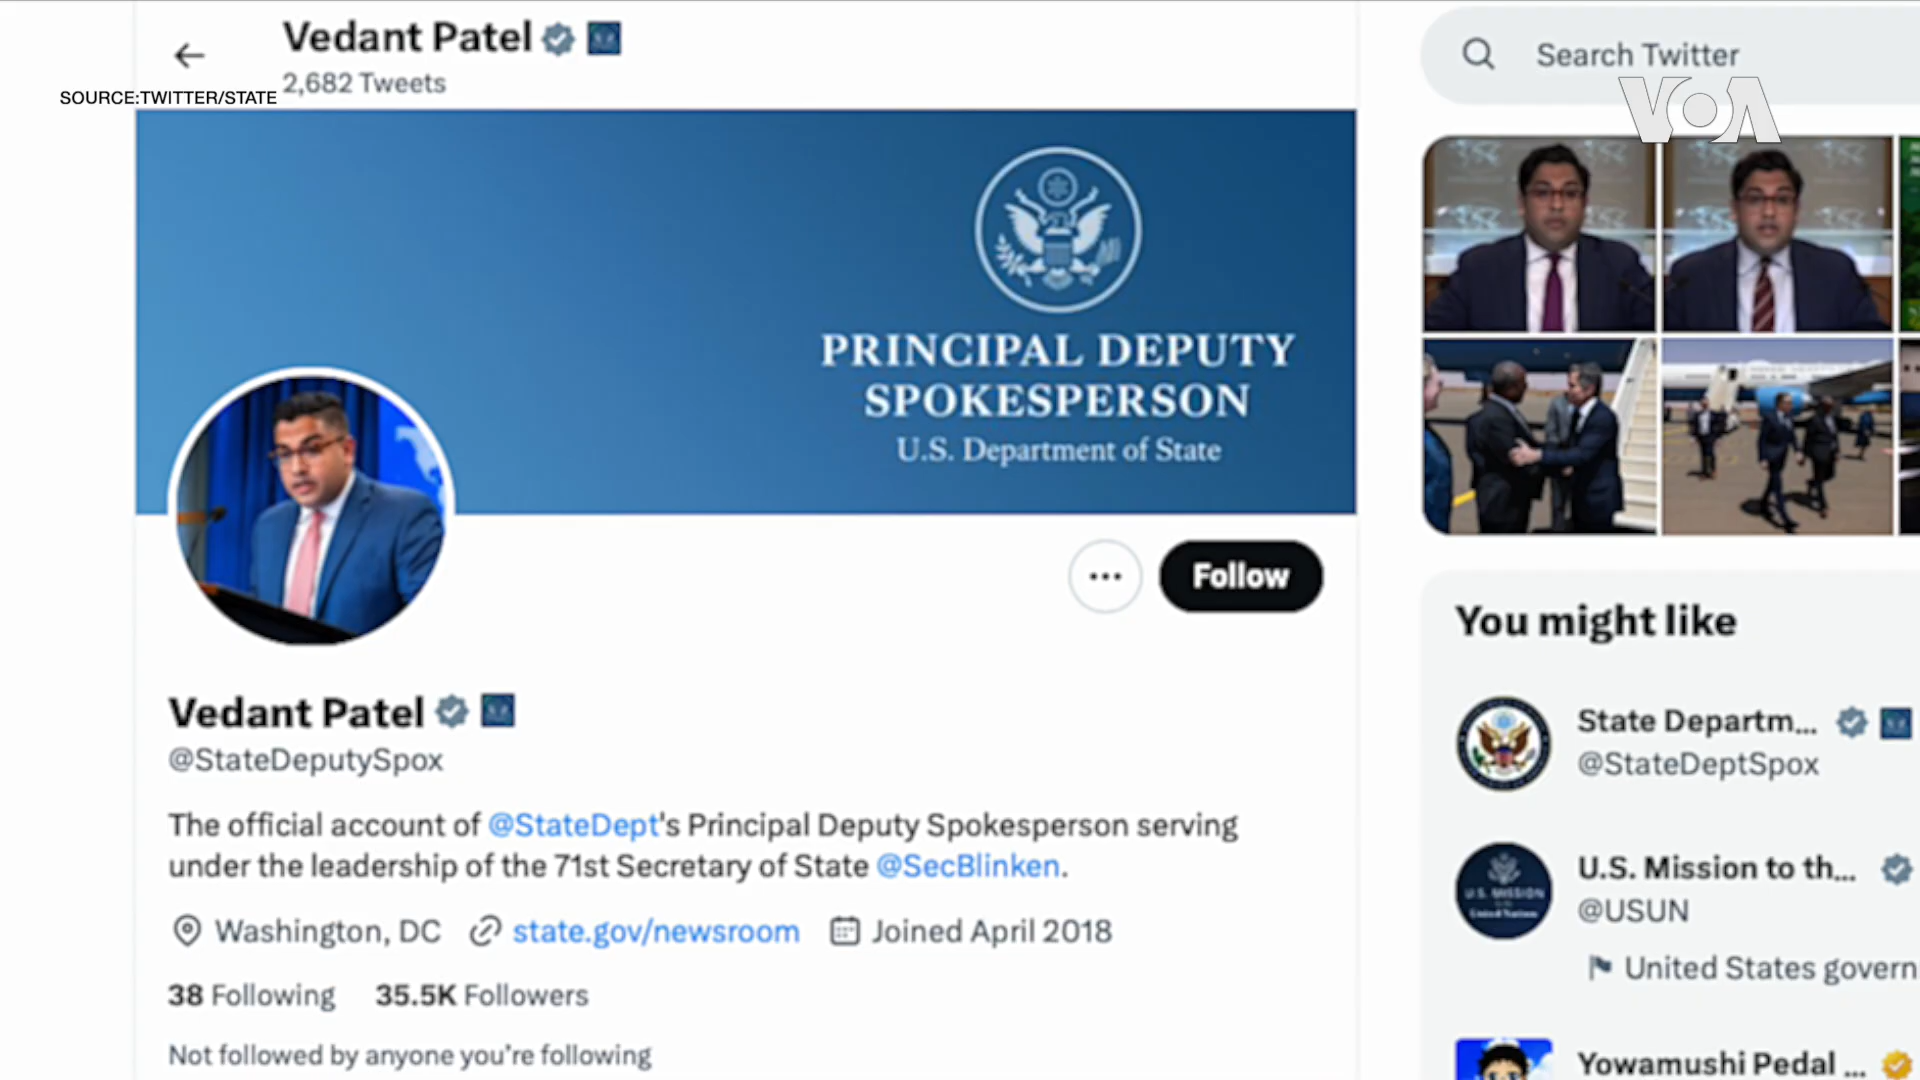 Vedant Patel
2,682 Tweets
SOURCE:TWITTER/STATE
Search Twitter
VOA
PRINCIPAL DEPUTY
SPOKESPERSON
U.S. Department of State
Follow
Vedant Patel
@StateDeputySpox
The official account of @StateDept's Principal Deputy Spokesperson serving
under the leadership of the 71st Secretary of State @SecBlinken.
Washington, DC state.gov/newsroom Joined April 2018
38 Following 35.5K Followers
Not followed by anyone you're following
You might like
State Departm...
@StateDeptSpox
U.S. Mission to th...
@USUN
U.S. MISSION
United Nations
United States govern
Yowamushi Pedal ...